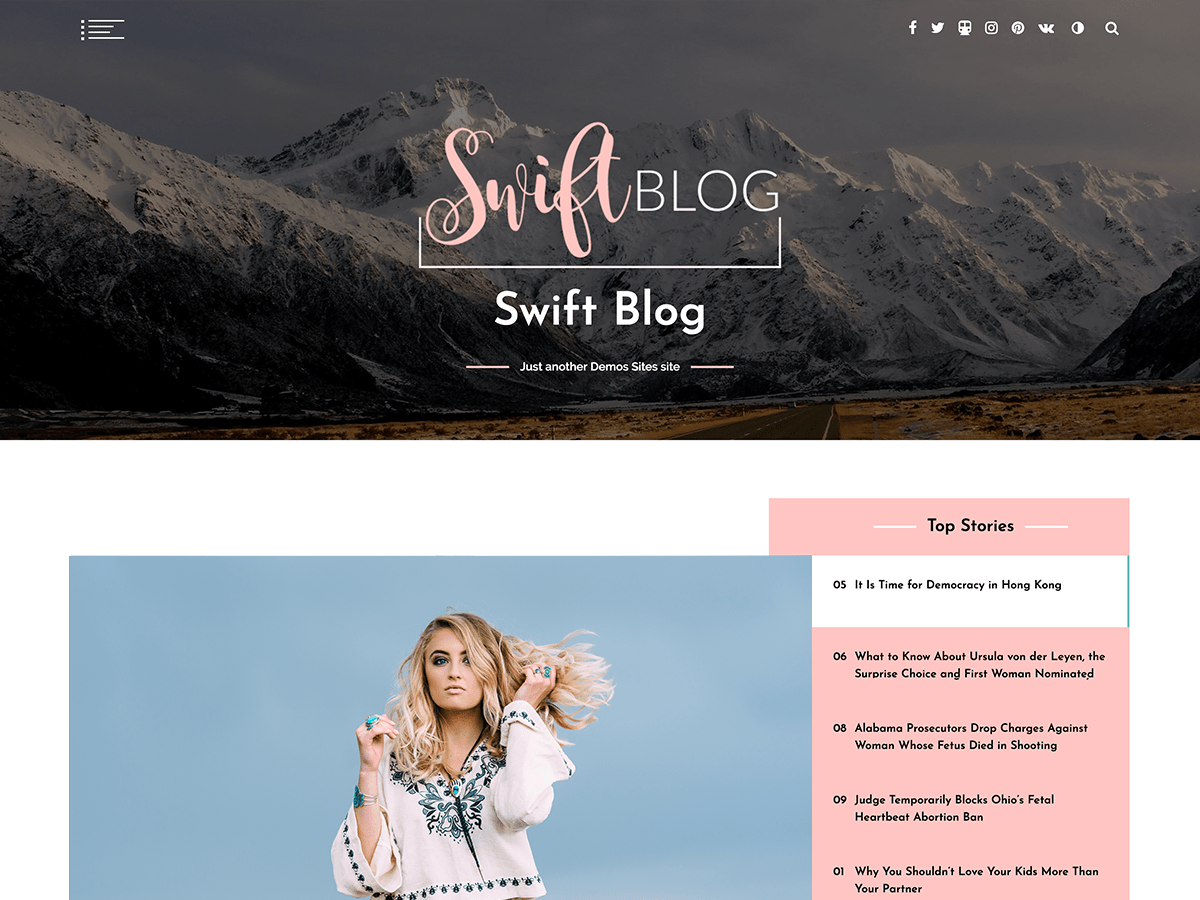 Swift BLOG
Swift Blog
Just another Demos Sites site
Top Stories
05 It Is Time for Democracy in Hong Kong
06 What to Know About Ursula von der Leyen, the
Surprise Choice and First Woman Nominated
08 Alabama Prosecutors Drop Charges Against
Woman Whose Fetus Died in Shooting
09 Judge Temporarily Blocks Ohio's Fetal
Heartbeat Abortion Ban
01 Why You Shouldn't Love Your Kids More Than
Your Partner